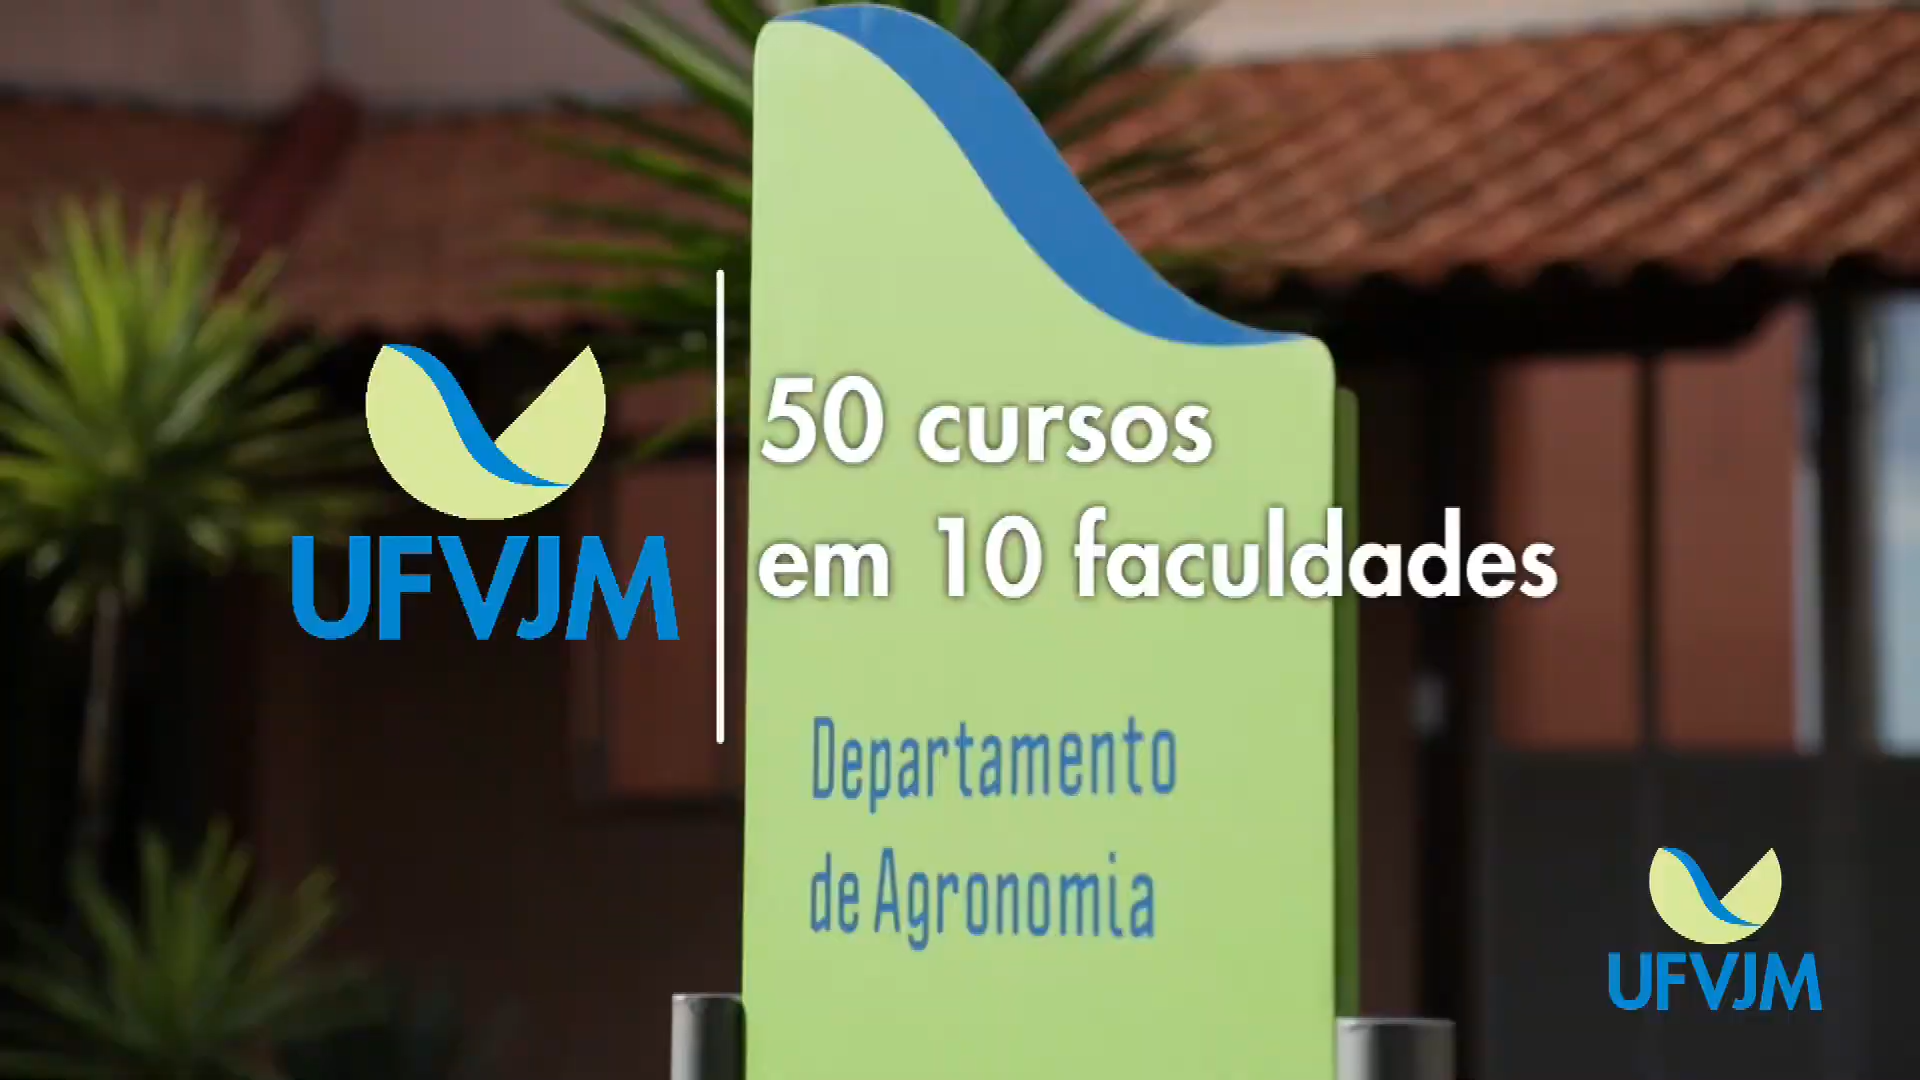 UFVJM
50 cursos
em 10 faculdades
Departamento
de Agronomia
UFVJM